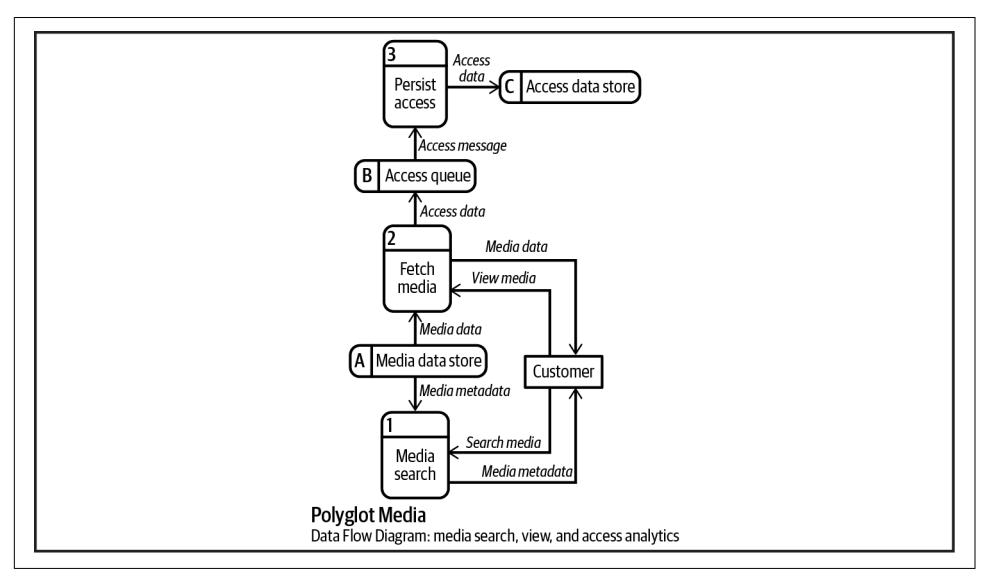 3
Persist
access
Access
data
C Access data store
Access message
B Access queue
Access data
2
Fetch
media
Media data
View media
Media data
A Media data store
Customer
Media metadata
1
Media
search
Search media
Media metadata
Polyglot Media
Data Flow Diagram: media search, view, and access analytics